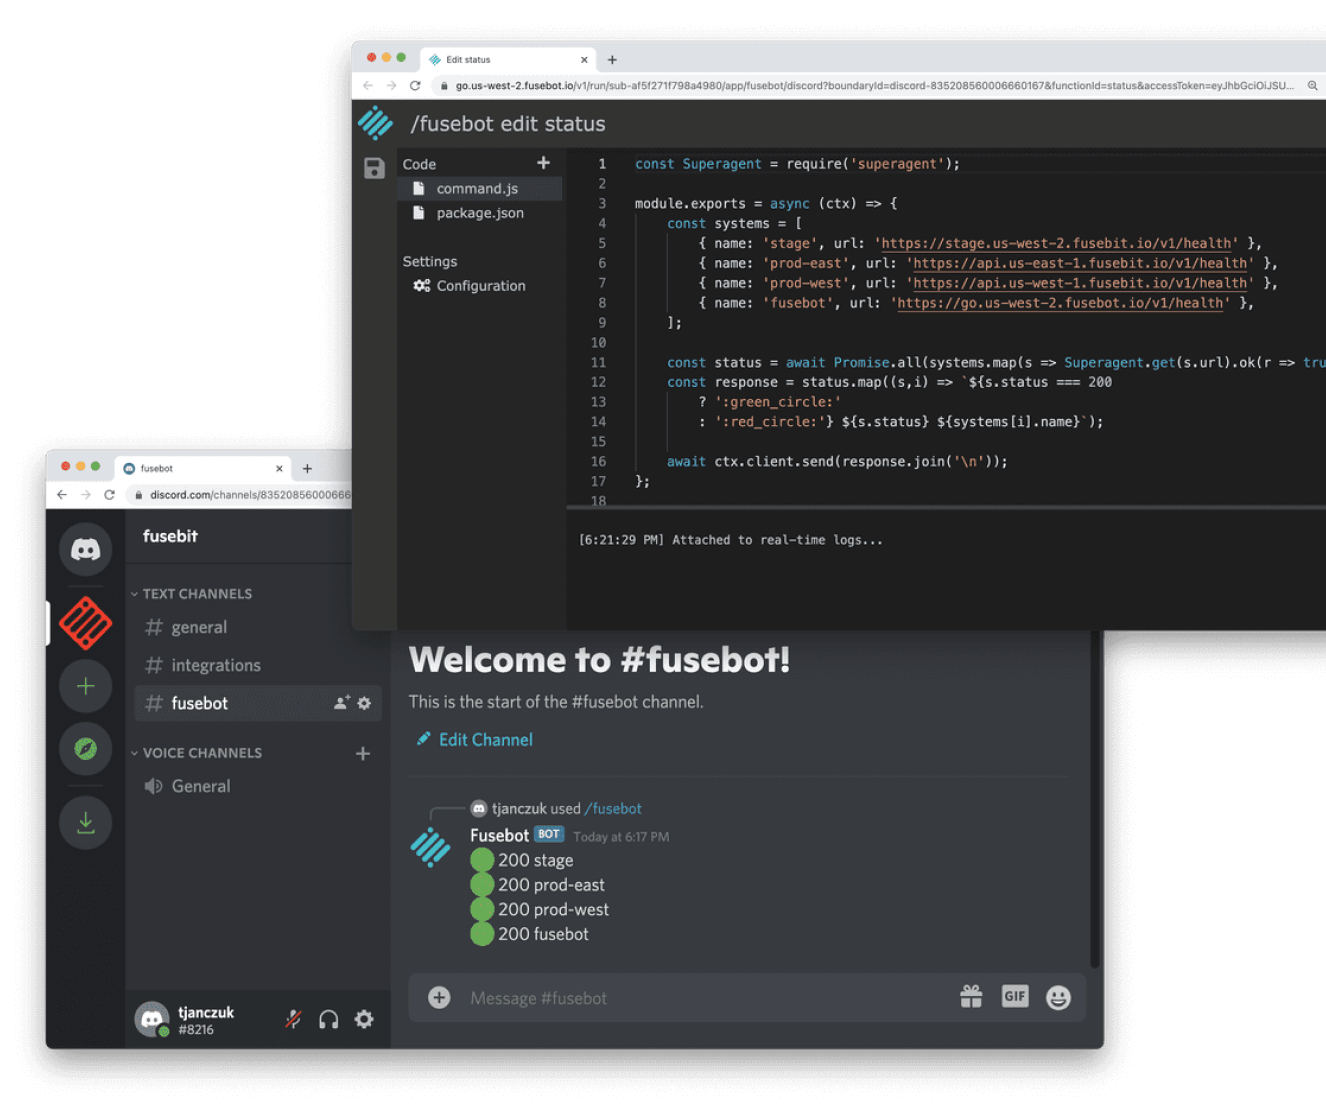 Edit status
go.us-west-2.fusebot.io/v1/run/sub-af5f271f798a4980/app/fusebot/discord?boundaryId=discord-835208560006660167&functionId=status&accessToken=eyJhbGciOiJSU...
/fusebot edit status
Code
command.js
package.json
Settings
Configuration
1 const Superagent = require('superagent');
2
3 module.exports = async (ctx) => {
4 const systems = [
5 { name: 'stage', url: 'https://stage.us-west-2.fusebit.io/v1/health' },
6 { name: 'prod-east', url: 'https://api.us-east-1.fusebit.io/v1/health' },
7 { name: 'prod-west', url: 'https://api.us-west-1.fusebit.io/v1/health' },
8 { name: 'fusebot', url: 'https://go.us-west-2.fusebot.io/v1/health' },
9 ];
10
11 const status = await Promise.all(systems.map(s => Superagent.get(s.url).ok(r => tru
12 const response = status.map((s,i) => `${s.status === 200
13 ? ':green_circle:'
14 : ':red_circle:'} ${s.status} ${systems[i].name}`);
15
16 await ctx.client.send(response.join('\n'));
17 };
18
[6:21:29 PM] Attached to real-time logs...
fusebot
discord.com/channels/8352085600066
fusebit
TEXT CHANNELS
# general
# integrations
# fusebot
VOICE CHANNELS
General
tjanczuk
#8216
Welcome to #fusebot!
This is the start of the #fusebot channel.
Edit Channel
tjanczuk used /fusebot
Fusebot BOT Today at 6:17 PM
200 stage
200 prod-east
200 prod-west
200 fusebot
Message #fusebot
GIF